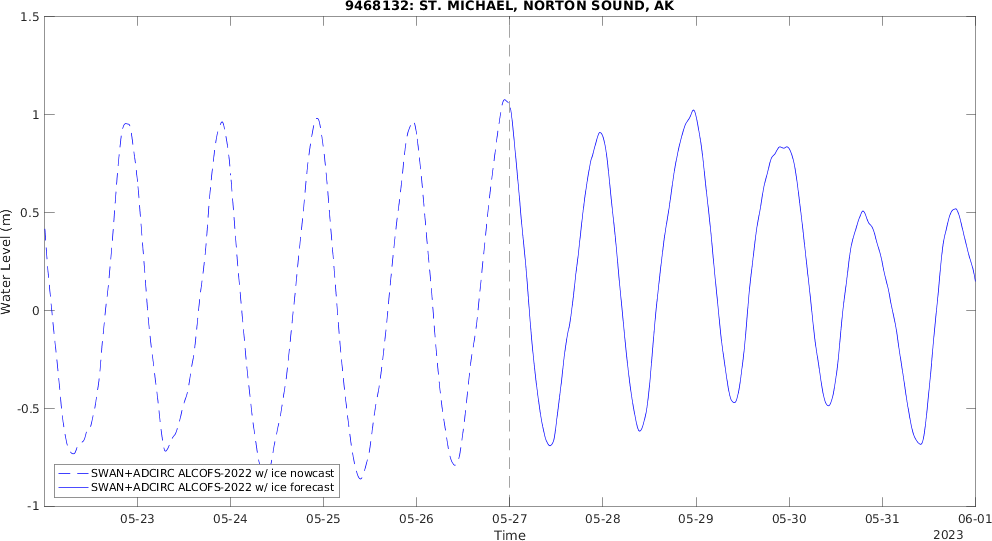 9468132: ST. MICHAEL, NORTON SOUND, AK
1.5
1
0.5
0
-0.5
-1
Water Level (m)
SWAN+ADCIRC ALCOFS-2022 w/ ice nowcast
SWAN+ADCIRC ALCOFS-2022 w/ ice forecast
05-23 05-24 05-25 05-26 05-27 05-28 05-29 05-30 05-31 06-01
Time
2023